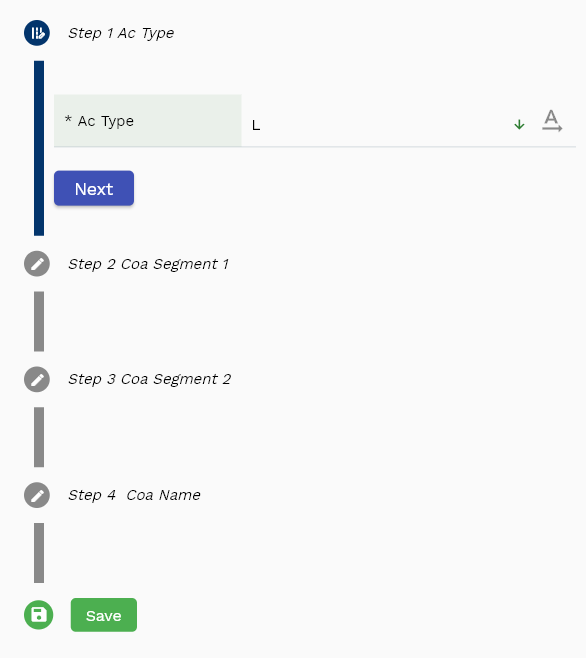 Step 1 Ac Type
* Ac Type
L
A
Next
Step 2 Coa Segment 1
Step 3 Coa Segment 2
Step 4 Coa Name
Save